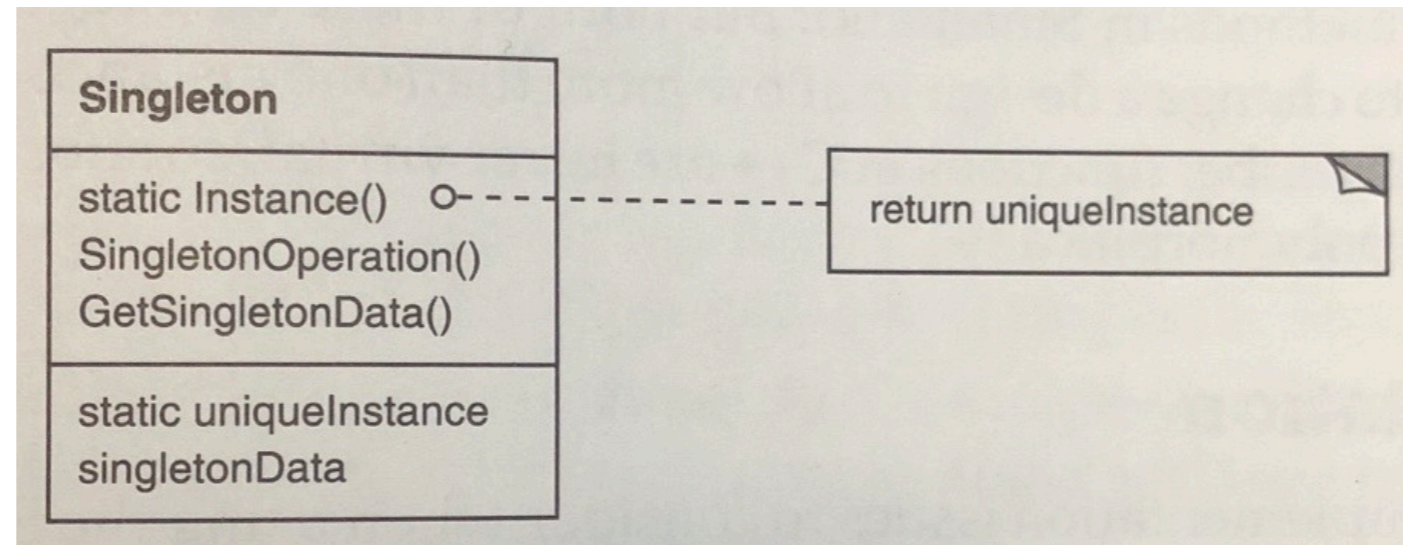 Singleton
static Instance()
SingletonOperation()
GetSingletonData()
static uniqueInstance
singletonData
return uniqueInstance